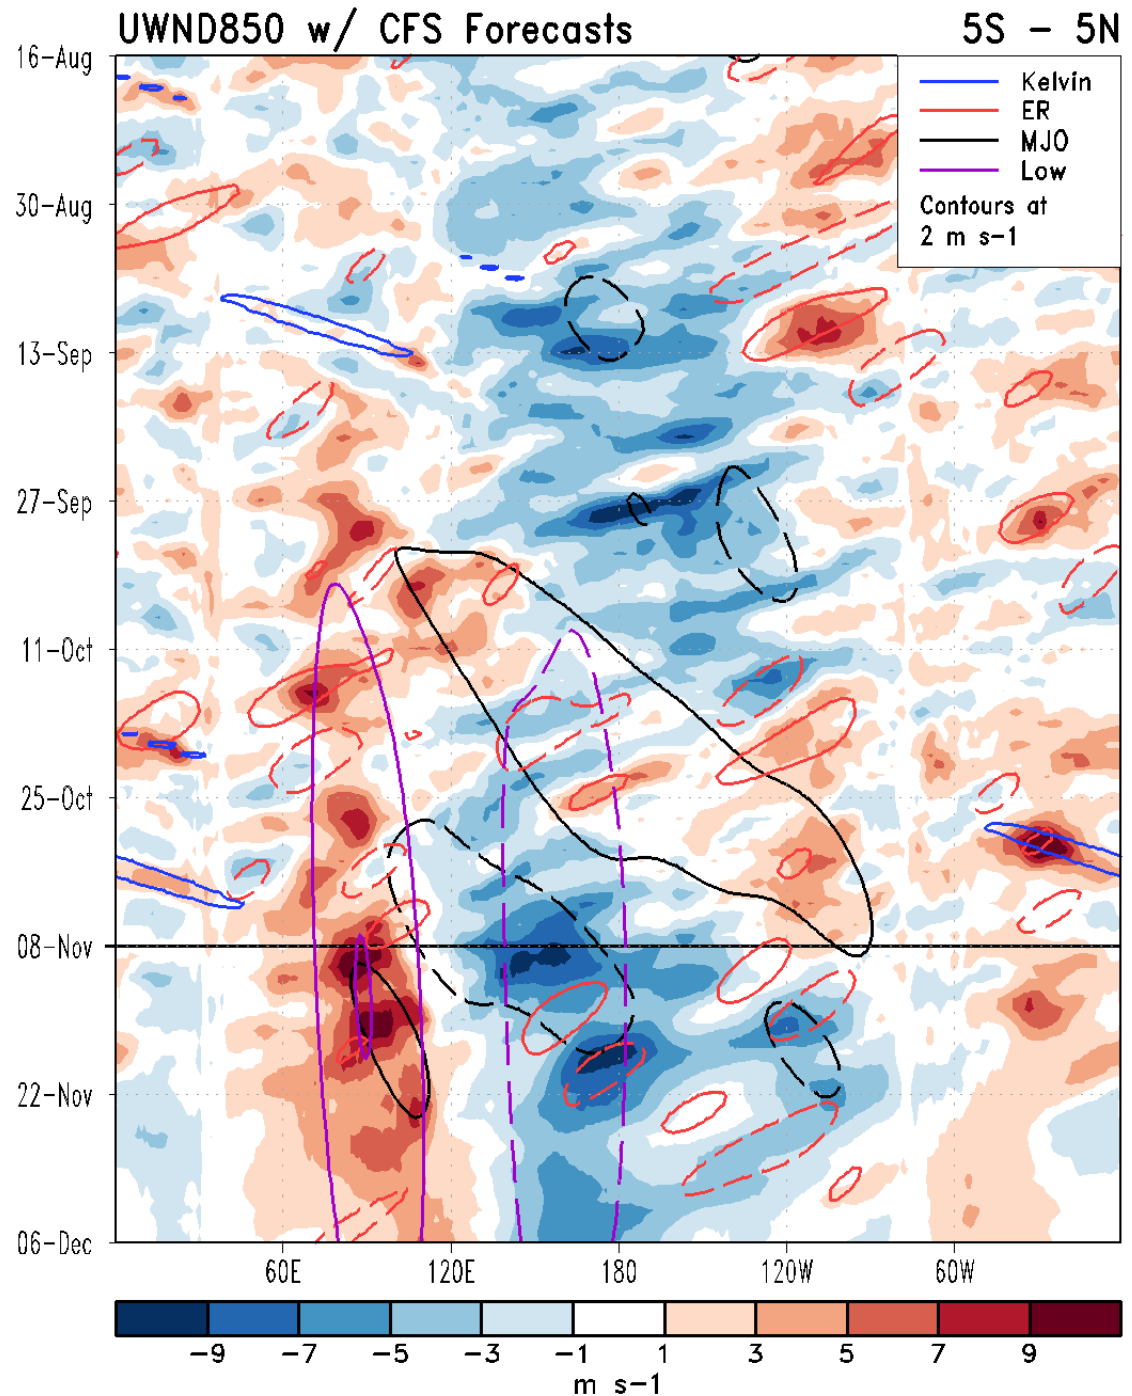 UWND850 w/ CFS Forecasts 5S - 5N
Kelvin
ER
MJO
Low
Contours at
2 m s-1
16-Aug
30-Aug
13-Sep
27-Sep
11-Oct
25-Oct
08-Nov
22-Nov
06-Dec
60E 120E 180 120W 60W
-9 -7 -5 -3 -1 1 3 5 7 9
m s-1